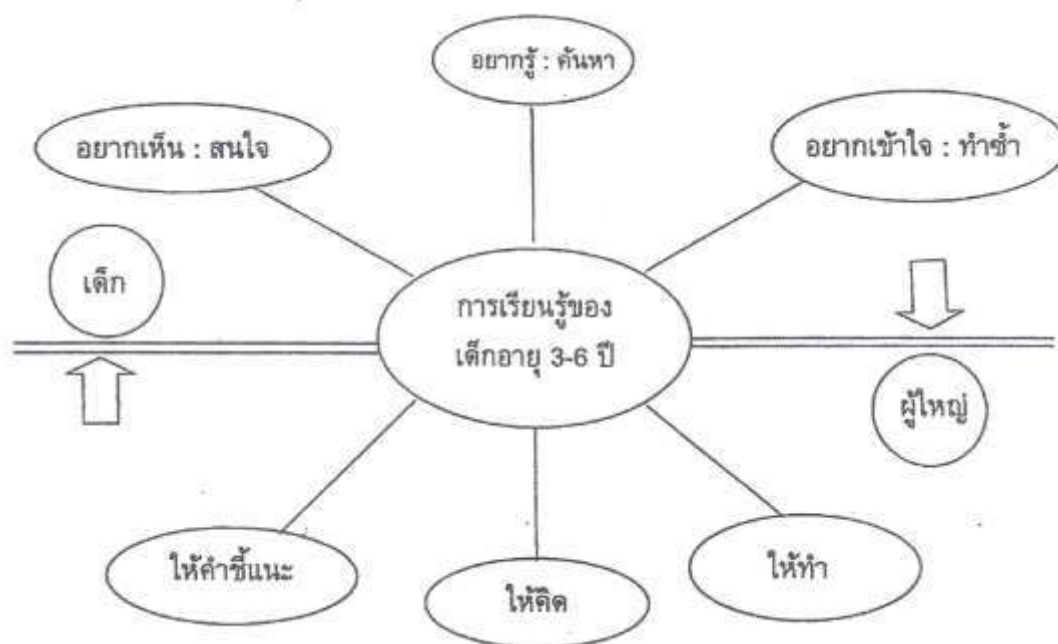 อยากรู้ : ค้นหา
อยากเห็น : สนใจ
อยากเข้าใจ : ทำซ้ำ
เด็ก
การเรียนรู้ของ
เด็กอายุ 3-6 ปี
ผู้ใหญ่
ให้คำชี้แนะ
ให้คิด
ให้ทำ